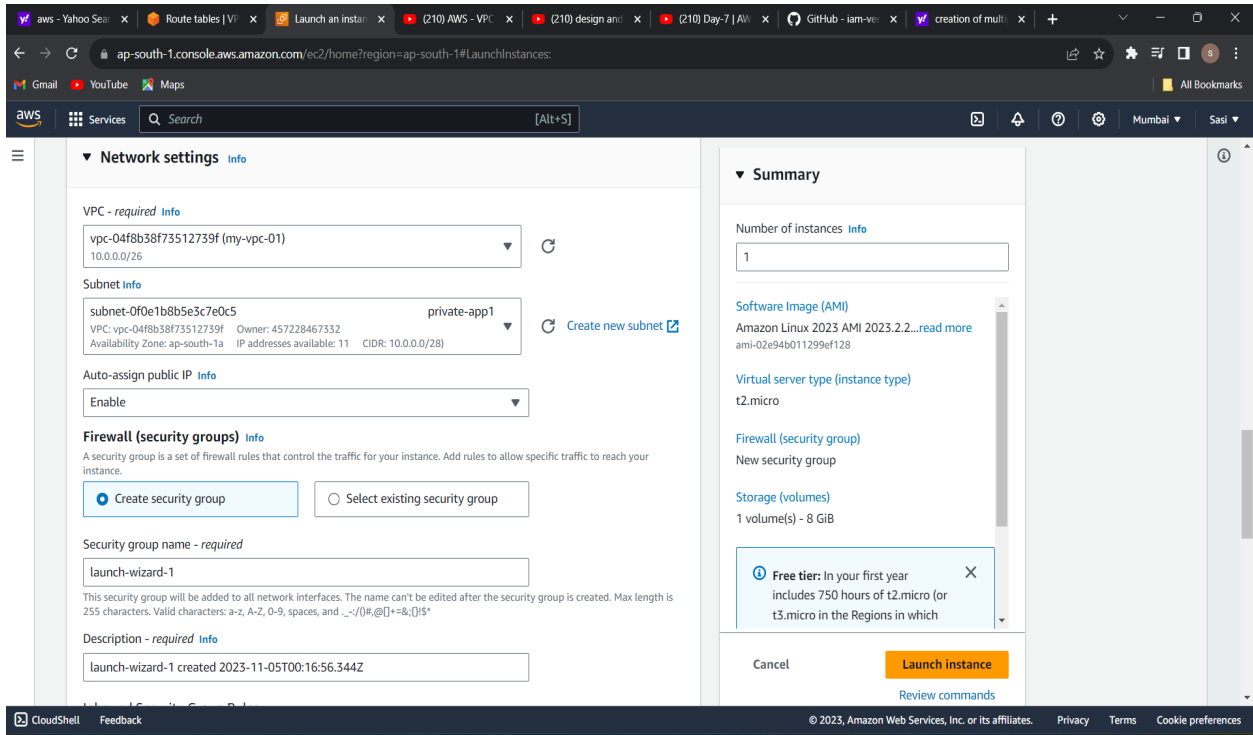 aws - Yahoo Sear
Route tables | VP
Launch an instan
(210) AWS - VPC
(210) design and
(210) Day-7 | AW
GitHub - iam-ve
creation of multi
ap-south-1.console.aws.amazon.com/ec2/home?region=ap-south-1#LaunchInstances:
S
Gmail
YouTube
Maps
All Bookmarks
aws
Services
Search
[Alt+S]
Mumbai
Sasi
Network settings Info
VPC - required Info
vpc-04f8b38f73512739f (my-vpc-01)
10.0.0.0/26
Subnet Info
subnet-0f0e1b8b5e3c7e0c5 private-app1
VPC: vpc-04f8b38f73512739f Owner: 457228467332
Availability Zone: ap-south-1a IP addresses available: 11 CIDR: 10.0.0.0/28)
Create new subnet
Auto-assign public IP Info
Enable
Firewall (security groups) Info
A security group is a set of firewall rules that control the traffic for your instance. Add rules to allow specific traffic to reach your
instance.
Create security group
Select existing security group
Security group name - required
launch-wizard-1
This security group will be added to all network interfaces. The name can't be edited after the security group is created. Max length is
255 characters. Valid characters: a-z, A-Z, 0-9, spaces, and ._-:/()#,@[]+=&;{}!$*
Description - required Info
launch-wizard-1 created 2023-11-05T00:16:56.344Z
Inbound Security Group Rules
Summary
Number of instances Info
1
Software Image (AMI)
Amazon Linux 2023 AMI 2023.2.2...read more
ami-02e94b011299ef128
Virtual server type (instance type)
t2.micro
Firewall (security group)
New security group
Storage (volumes)
1 volume(s) - 8 GiB
Free tier: In your first year
includes 750 hours of t2.micro (or
t3.micro in the Regions in which
Cancel
Launch instance
Review commands
CloudShell
Feedback
© 2023, Amazon Web Services, Inc. or its affiliates.
Privacy
Terms
Cookie preferences